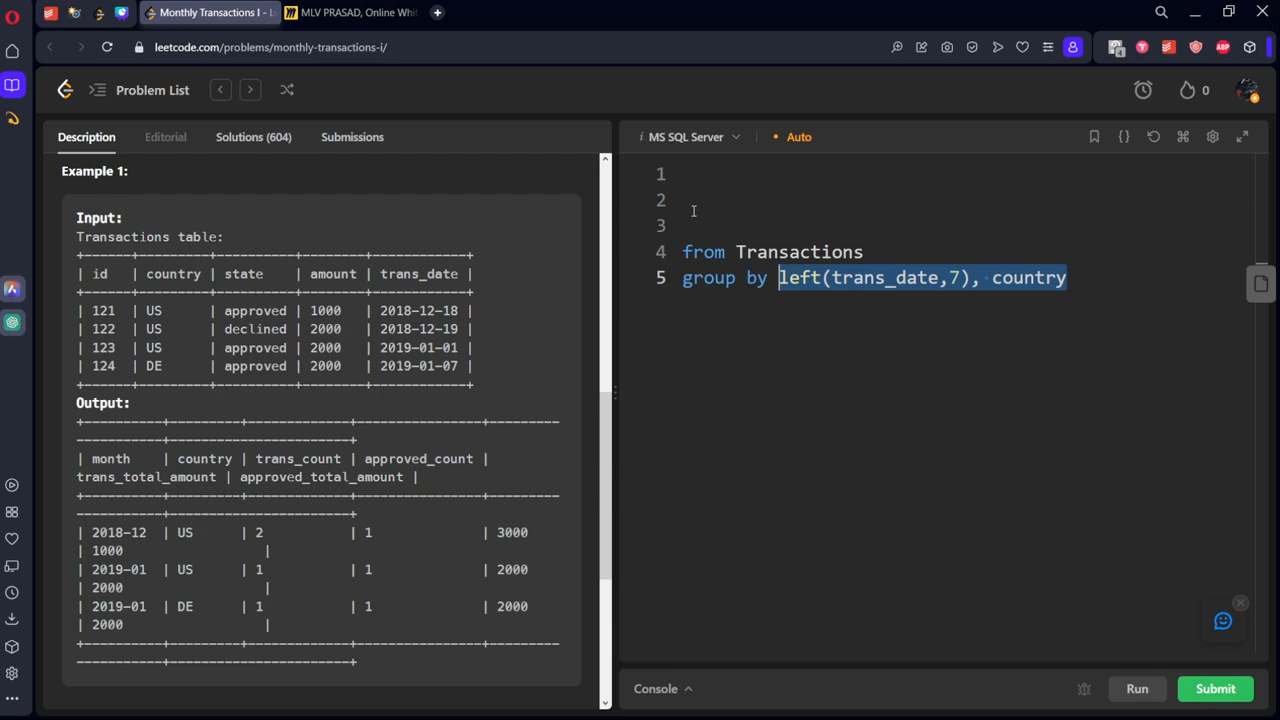 Monthly Transactions I - Le
MLV PRASAD, Online Whit
leetcode.com/problems/monthly-transactions-i/
4
ABP
Problem List
0
Description
Editorial
Solutions (604)
Submissions
i MS SQL Server
• Auto
Example 1:
Input:
Transactions table:
+------+---------+----------+--------+------------+
| id | country | state | amount | trans_date |
+------+---------+----------+--------+------------+
| 121 | US | approved | 1000 | 2018-12-18 |
| 122 | US | declined | 2000 | 2018-12-19 |
| 123 | US | approved | 2000 | 2019-01-01 |
| 124 | DE | approved | 2000 | 2019-01-07 |
+------+---------+----------+--------+------------+
Output:
+----------+---------+-------------+----------------+--------
------------+-----------------------+
| month | country | trans_count | approved_count |
trans_total_amount | approved_total_amount |
+----------+---------+-------------+----------------+--------
------------+-----------------------+
| 2018-12 | US | 2 | 1 | 3000
| 1000 |
| 2019-01 | US | 1 | 1 | 2000
| 2000 |
| 2019-01 | DE | 1 | 1 | 2000
| 2000 |
+----------+---------+-------------+----------------+--------
------------+-----------------------+
1
2
3
4 from Transactions
5 group by left(trans_date,7), country
Console
Run
Submit